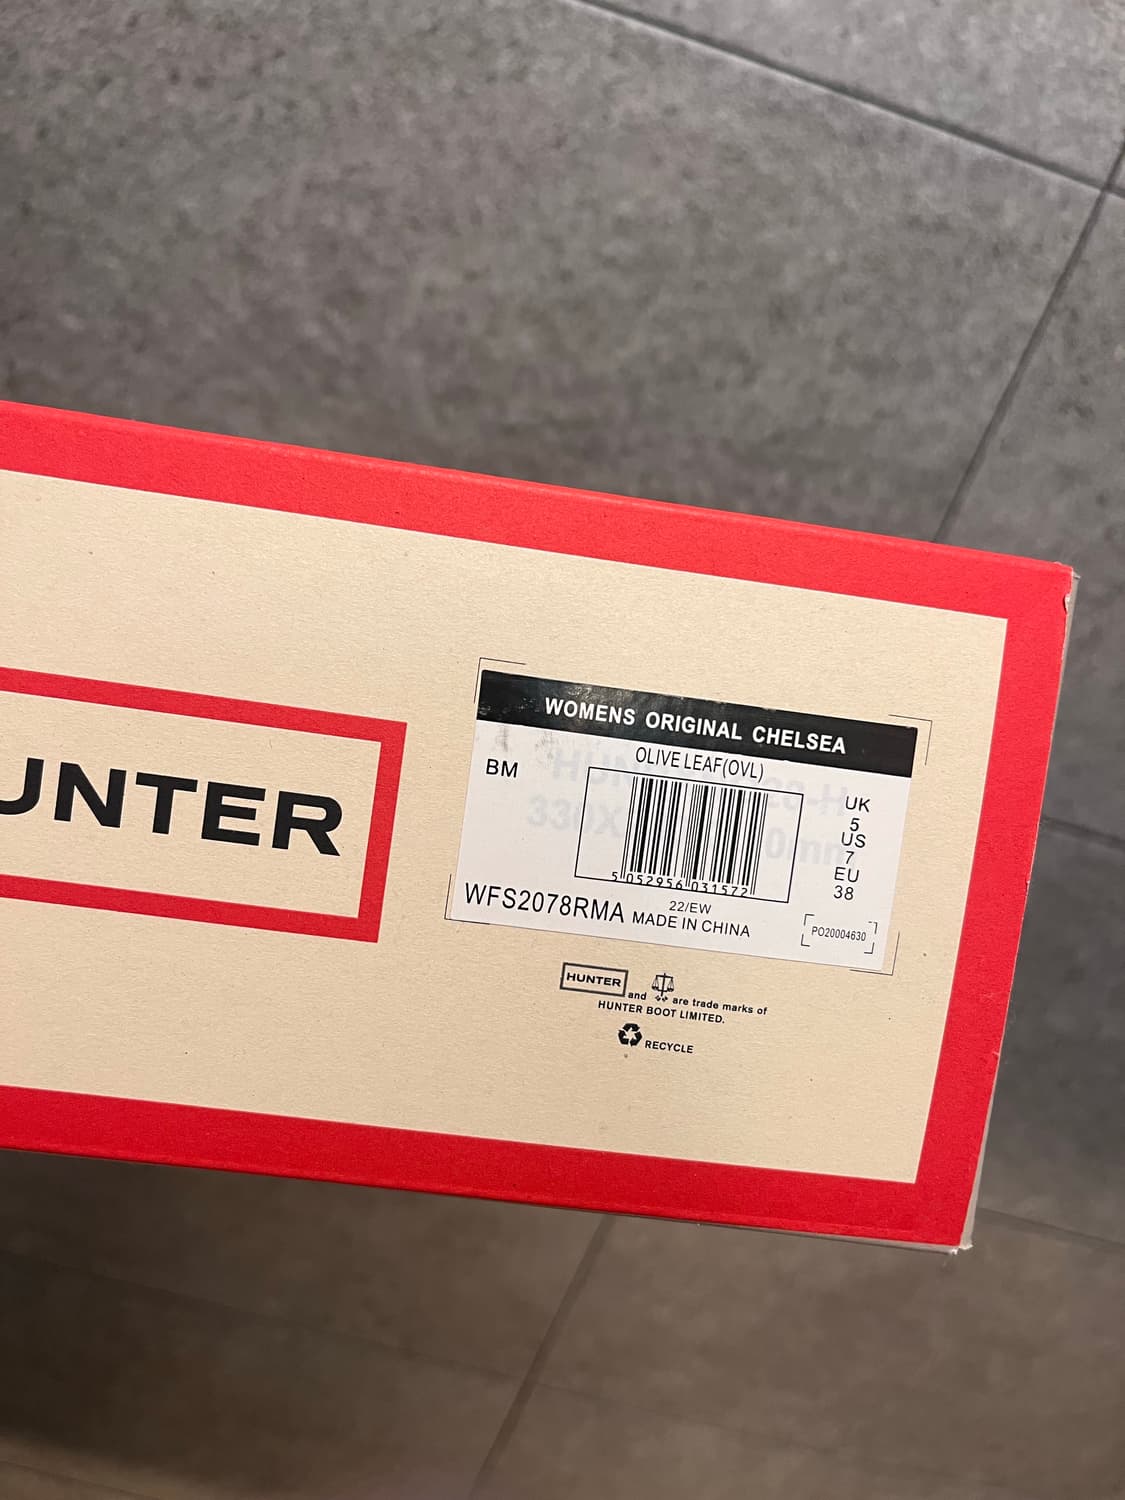 UNTER
WOMENS ORIGINAL CHELSEA
OLIVE LEAF(OVL)
BM
5 052956 031572
UK
5
US
7
EU
38
WFS2078RMA
22/EW
MADE IN CHINA
PO20004630
HUNTER and are trade marks of
HUNTER BOOT LIMITED.
RECYCLE